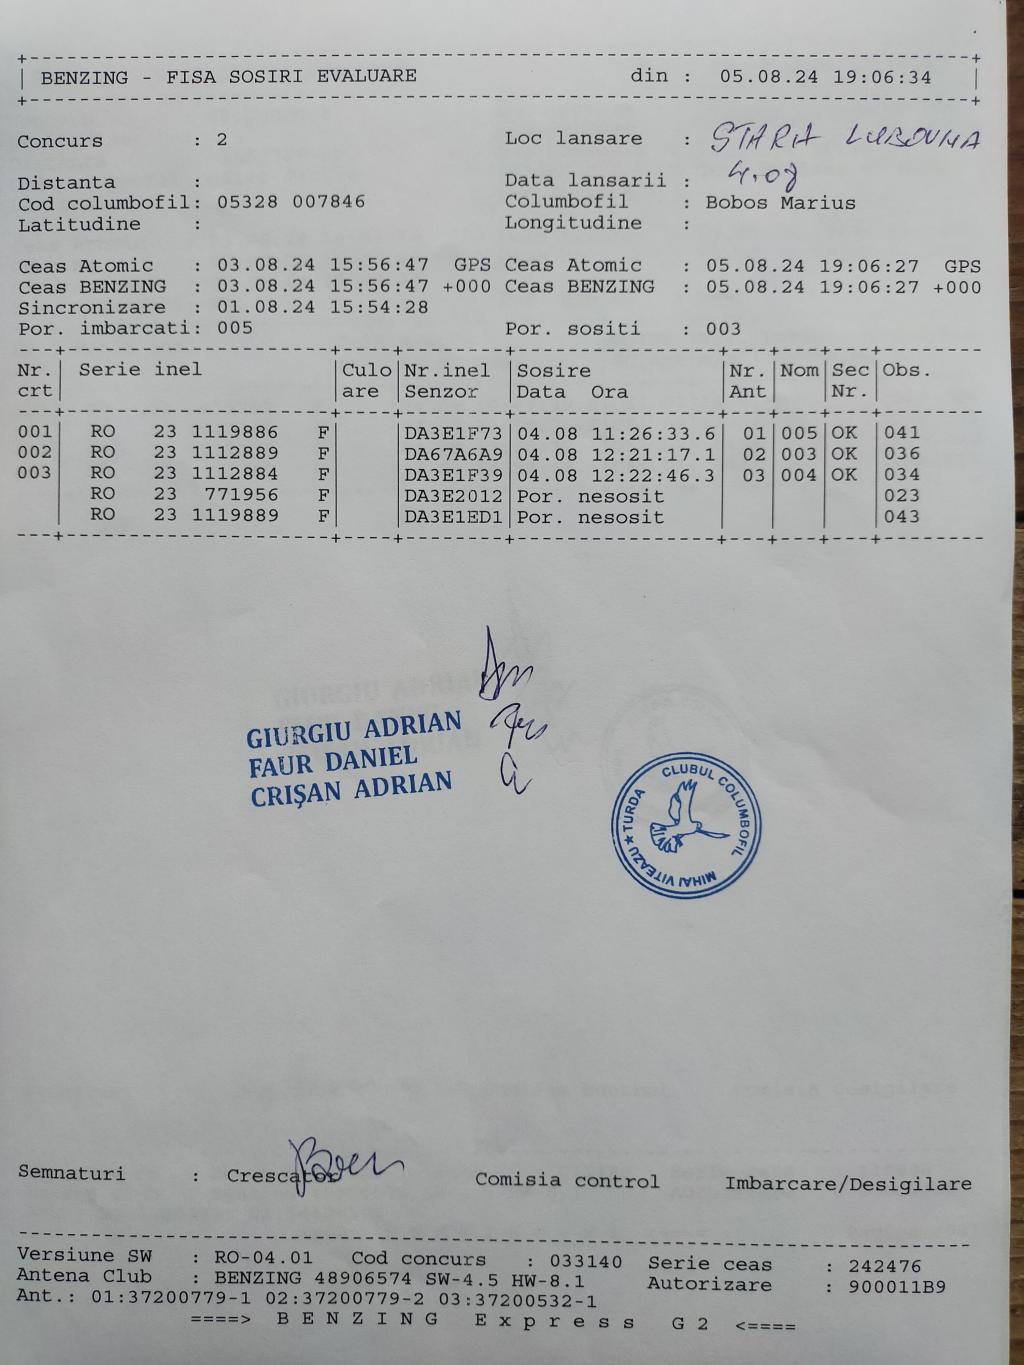 BENZING - FISA SOSIRI EVALUARE din : 05.08.24 19:06:34
Concurs : 2 Loc lansare : STARA LUBOVNA
Distanta : Data lansarii : 4.08
Cod columbofil: 05328 007846 Columbofil : Bobos Marius
Latitudine : Longitudine :
Ceas Atomic : 03.08.24 15:56:47 GPS Ceas Atomic : 05.08.24 19:06:27 GPS
Ceas BENZING : 03.08.24 15:56:47 +000 Ceas BENZING : 05.08.24 19:06:27 +000
Sincronizare : 01.08.24 15:54:28
Por. imbarcati: 005 Por. sositi : 003
Nr. Serie inel Culo Nr.inel Sosire Nr. Nom Sec Obs.
crt are Senzor Data Ora Ant Nr.
001 RO 23 1119886 F DA3E1F73 04.08 11:26:33.6 01 005 OK 041
002 RO 23 1112889 F DA67A6A9 04.08 12:21:17.1 02 003 OK 036
003 RO 23 1112884 F DA3E1F39 04.08 12:22:46.3 03 004 OK 034
RO 23 771956 F DA3E2012 Por. nesosit 023
RO 23 1119889 F DA3E1ED1 Por. nesosit 043
GIURGIU ADRIAN
FAUR DANIEL
CRIŞAN ADRIAN
CLUBUL COLUMBOFIL
MIHAI VITEAZU ★ TURDA
Semnaturi : Crescator Comisia control Imbarcare/Desigilare
Versiune SW : RO-04.01 Cod concurs : 033140 Serie ceas : 242476
Antena Club : BENZING 48906574 SW-4.5 HW-8.1 Autorizare : 900011B9
Ant.: 01:37200779-1 02:37200779-2 03:37200532-1
====> B E N Z I N G E x p r e s s G 2 <====